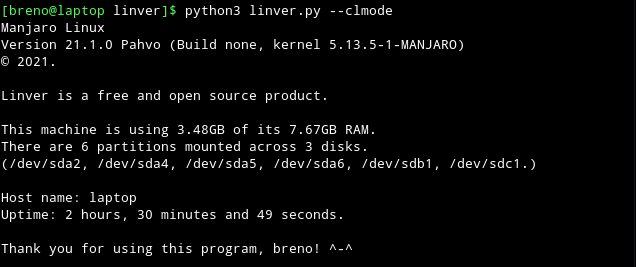 [breno@laptop linver]$ python3 linver.py --clmode
Manjaro Linux
Version 21.1.0 Pahvo (Build none, kernel 5.13.5-1-MANJARO)
© 2021.
Linver is a free and open source product.
This machine is using 3.48GB of its 7.67GB RAM.
There are 6 partitions mounted across 3 disks.
(/dev/sda2, /dev/sda4, /dev/sda5, /dev/sda6, /dev/sdb1, /dev/sdc1.)
Host name: laptop
Uptime: 2 hours, 30 minutes and 49 seconds.
Thank you for using this program, breno! ^-^